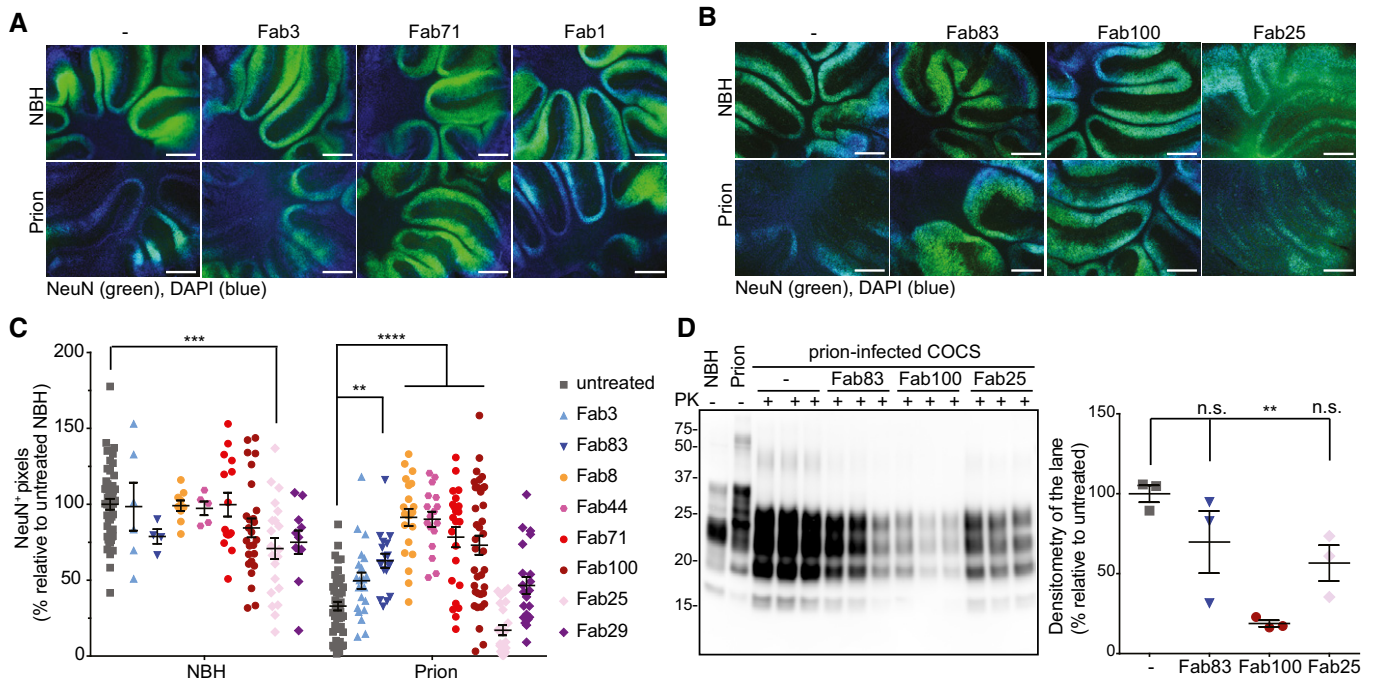 A
- Fab3 Fab71 Fab1
NBH
Prion
NeuN (green), DAPI (blue)
B
- Fab83 Fab100 Fab25
NBH
Prion
NeuN (green), DAPI (blue)
C
NeuN⁺ pixels
(% relative to untreated NBH)
200
150
100
50
0
***
****
**
NBH Prion
untreated
Fab3
Fab83
Fab8
Fab44
Fab71
Fab100
Fab25
Fab29
D
NBH
Prion
prion-infected COCS
- Fab83 Fab100 Fab25
PK - - + + + + + + + + + + + +
75-
50-
37-
25-
20-
15-
Densitometry of the lane
(% relative to untreated)
150
100
50
0
n.s. ** n.s.
- Fab83 Fab100 Fab25